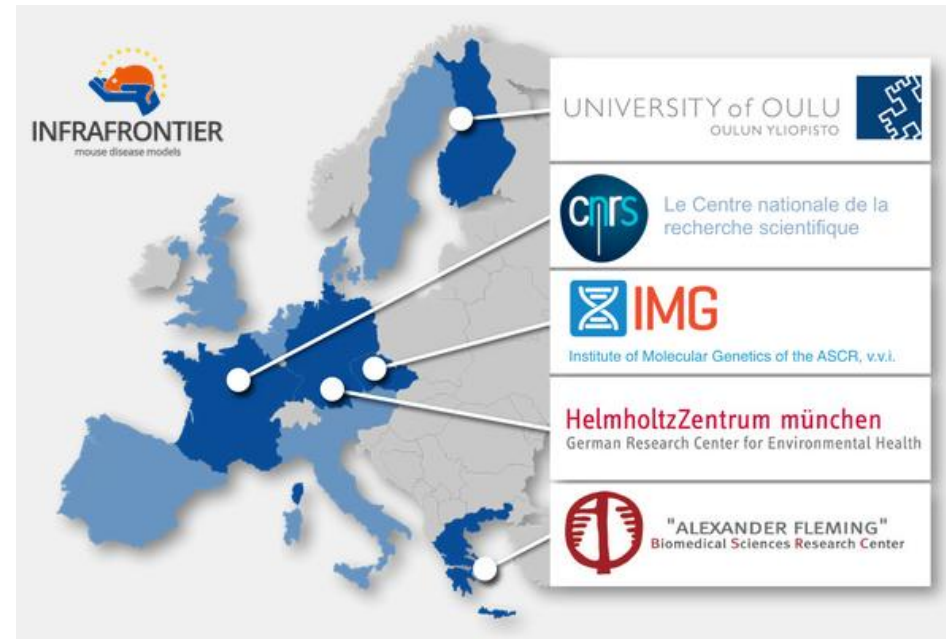 INFRAFRONTIER
mouse disease models
UNIVERSITY of OULU
OULUN YLIOPISTO
cnrs
Le Centre nationale de la
recherche scientifique
IMG
Institute of Molecular Genetics of the ASCR, v.v.i.
HelmholtzZentrum münchen
German Research Center for Environmental Health
"ALEXANDER FLEMING"
Biomedical Sciences Research Center